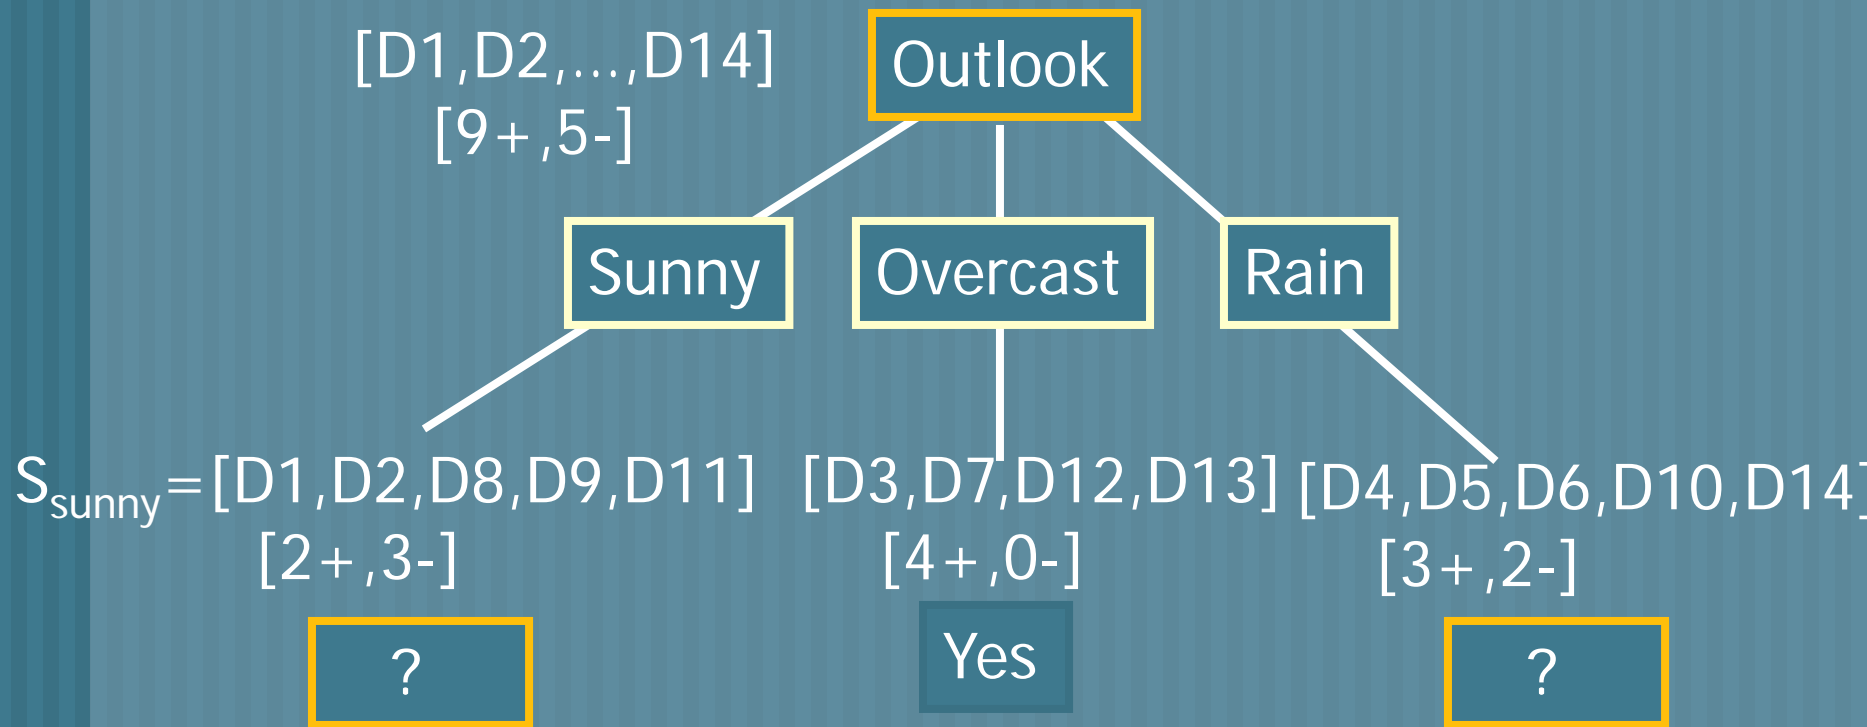 [D1,D2,...,D14]
Outlook
[9+,5-]
Sunny
Overcast
Rain
Ssunny=[D1,D2,D8,D9,D11]
[D3,D7,D12,D13]
[D4,D5,D6,D10,D14]
[2+,3-]
[4+,0-]
[3+,2-]
?
Yes
?